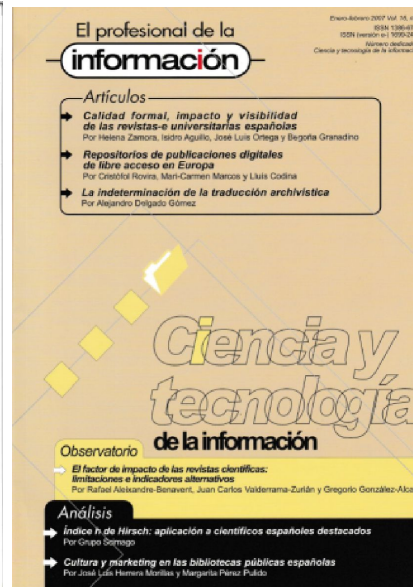 El profesional de la
información
Enero-febrero 2007 Vol. 16,
ISSN
ISSN (versión e-)
Número
Ciencia y tecnología de la
Artículos
Calidad formal, impacto y visibilidad
de las revistas-e universitarias españolas
Por Helena Zamora, Isidro Aguillo, José Luis Ortega y Begoña Granadino
Repositorios de publicaciones digitales
de libre acceso en Europa
Por Cristòfol Rovira, Mari-Carmen Marcos y Lluís Codina
La indeterminación de la traducción archivística
Por Alejandro Delgado Gómez
Ciencia y
tecnología
de la información
Observatorio
El factor de impacto de las revistas científicas:
limitaciones e indicadores alternativos
Por Rafael Aleixandre-Benavent, Juan Carlos Valderrama-Zurián y Gregorio González-Alca
Análisis
Índice h de Hirsch: aplicación a científicos españoles destacados
Por Grupo Scimago
Cultura y marketing en las bibliotecas públicas españolas
Por José Luis Herrera Morillas y Margarita Pérez Pulido